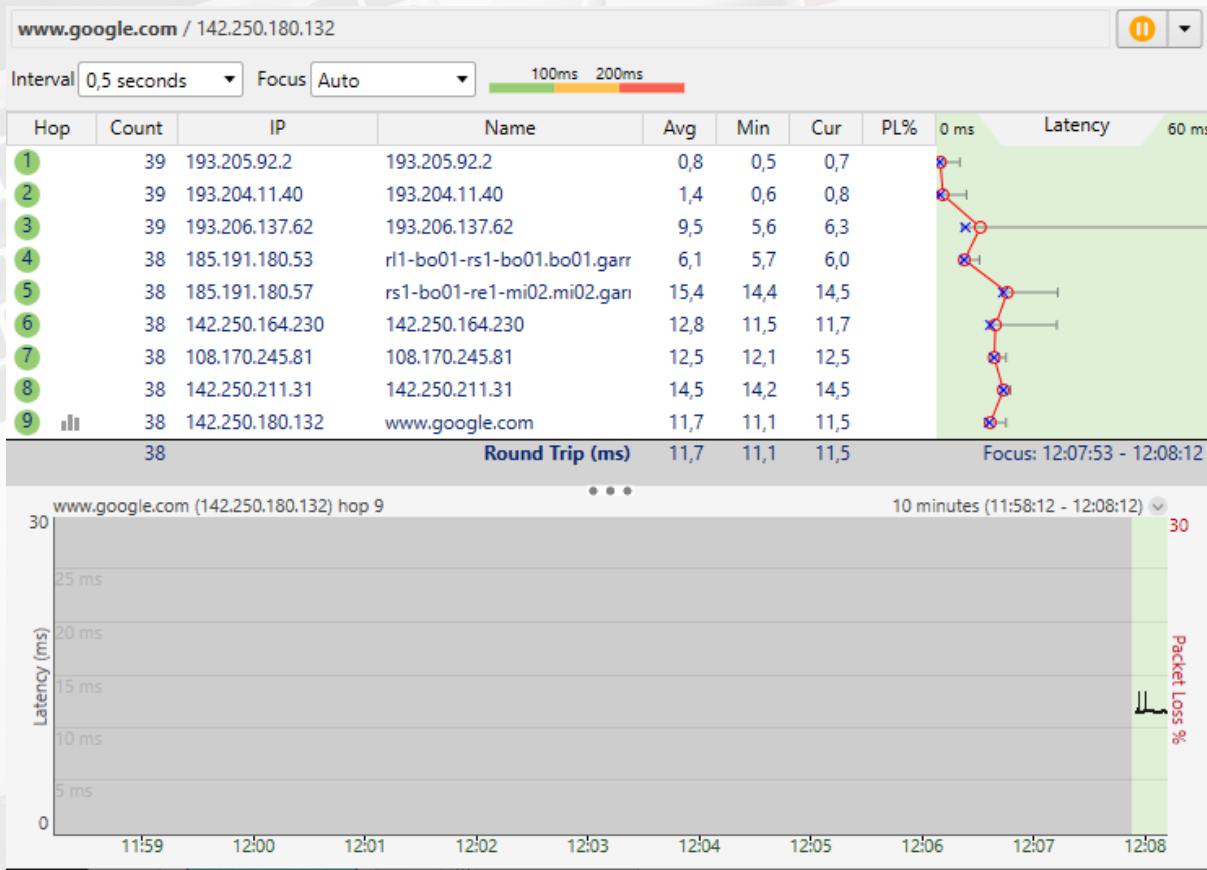 www.google.com / 142.250.180.132
Interval 0,5 seconds Focus Auto 100ms 200ms
Hop Count IP Name Avg Min Cur PL% 0 ms Latency 60 ms
1 39 193.205.92.2 193.205.92.2 0,8 0,5 0,7
2 39 193.204.11.40 193.204.11.40 1,4 0,6 0,8
3 39 193.206.137.62 193.206.137.62 9,5 5,6 6,3
4 38 185.191.180.53 rl1-bo01-rs1-bo01.bo01.garr 6,1 5,7 6,0
5 38 185.191.180.57 rs1-bo01-re1-mi02.mi02.garr 15,4 14,4 14,5
6 38 142.250.164.230 142.250.164.230 12,8 11,5 11,7
7 38 108.170.245.81 108.170.245.81 12,5 12,1 12,5
8 38 142.250.211.31 142.250.211.31 14,5 14,2 14,5
9 38 142.250.180.132 www.google.com 11,7 11,1 11,5
38 Round Trip (ms) 11,7 11,1 11,5 Focus: 12:07:53 - 12:08:12
www.google.com (142.250.180.132) hop 9 10 minutes (11:58:12 - 12:08:12)
30 30
25 ms
20 ms
15 ms
10 ms
5 ms
0
Latency (ms)
Packet Loss %
11:59 12:00 12:01 12:02 12:03 12:04 12:05 12:06 12:07 12:08